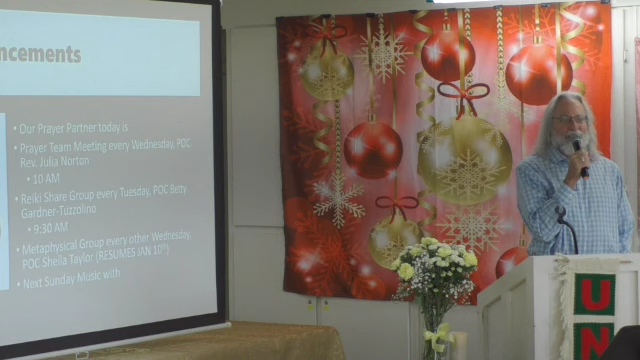 ncements
• Our Prayer Partner today is
• Prayer Team Meeting every Wednesday, POC
Rev. Julia Norton
• 10 AM
• Reiki Share Group every Tuesday, POC Betty
Gardner-Tuzzolino
• 9:30 AM
• Metaphysical Group every other Wednesday,
POC Sheila Taylor (RESUMES JAN 10th)
• Next Sunday Music with
UN